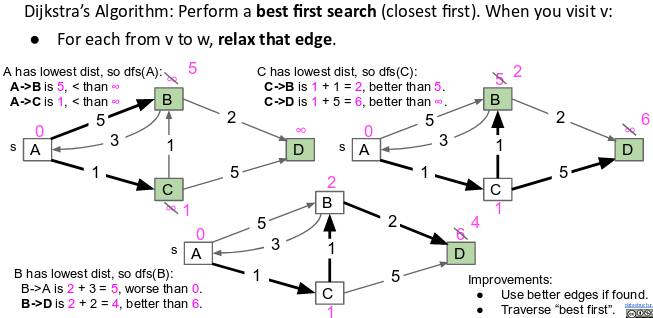 Dijkstra's Algorithm: Perform a best first search (closest first). When you visit v:
● For each from v to w, relax that edge.
A has lowest dist, so dfs(A):
A->B is 5, < than ∞
A->C is 1, < than ∞
∞ 5
B
0
s A
5
3
2
1
1
5
∞
D
C
∞ 1
C has lowest dist, so dfs(C):
C->B is 1 + 1 = 2, better than 5.
C->D is 1 + 5 = 6, better than ∞.
5 2
B
0
s A
5
3
2
1
1
5
∞ 6
D
C
1
B has lowest dist, so dfs(B):
B->A is 2 + 3 = 5, worse than 0.
B->D is 2 + 2 = 4, better than 6.
2
B
0
s A
5
3
2
1
1
5
6 4
D
C
1
Improvements:
● Use better edges if found.
● Traverse “best first”.